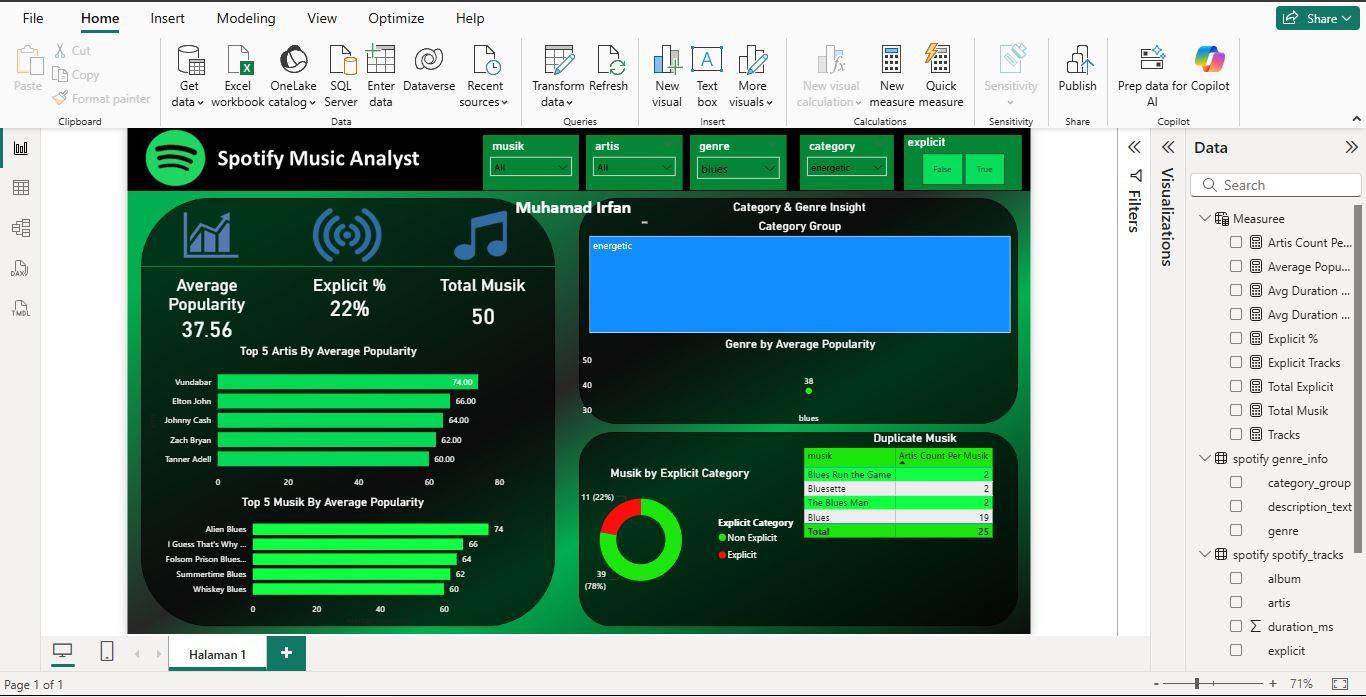 File Home Insert Modeling View Optimize Help Share
Cut
Copy
Format painter
Paste
Clipboard
Get data
Excel workbook
OneLake catalog
SQL Server
Enter data
Dataverse
Recent sources
Data
Transform data
Refresh
Queries
New visual
Text box
More visuals
Insert
New visual calculation
New measure
Quick measure
Calculations
Sensitivity
Sensitivity
Publish
Share
Prep data for AI
Copilot
Copilot
Spotify Music Analyst
musik
All
artis
All
genre
blues
category
energetic
explicit
False True
Muhamad Irfan
Average Popularity
37.56
Explicit %
22%
Total Musik
50
Top 5 Artis By Average Popularity
Vundabar 74.00
Elton John 66.00
Johnny Cash 64.00
Zach Bryan 62.00
Tanner Adell 60.00
0 20 40 60 80
Top 5 Musik By Average Popularity
Alien Blues 74
I Guess That's Why ... 66
Folsom Prison Blues... 64
Summertime Blues 62
Whiskey Blues 60
0 20 40 60
Category & Genre Insight
Category Group
energetic
Genre by Average Popularity
50
40
30
38
blues
Musik by Explicit Category
11 (22%)
39
(78%)
Explicit Category
Non Explicit
Explicit
Duplicate Musik
musik Artis Count Per Musik
Blues Run the Game 2
Bluesette 2
The Blues Man 2
Blues 19
Total 25
Filters
Visualizations
Data
Search
Measuree
Artis Count Pe...
Average Popu...
Avg Duration ...
Avg Duration ...
Explicit %
Explicit Tracks
Total Explicit
Total Musik
Tracks
spotify genre_info
category_group
description_text
genre
spotify spotify_tracks
album
artis
duration_ms
explicit
DAX
TMDL
Halaman 1
Page 1 of 1
- + 71%